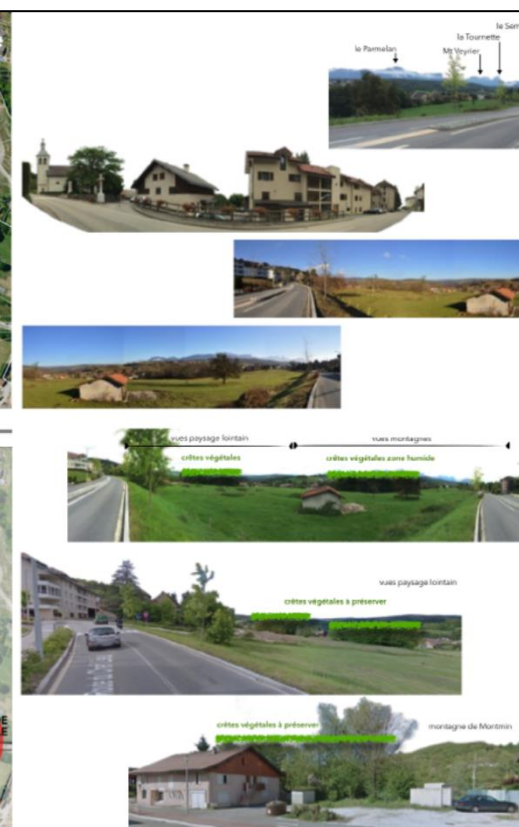 le Sem
la Tournette
le Parmelan
Mt Veyrier
vues paysage lointain
vues montagnes
crêtes végétales
crêtes végétales zone humide
vues paysage lointain
crêtes végétales à préserver
crêtes végétales à préserver
montagne de Montmin